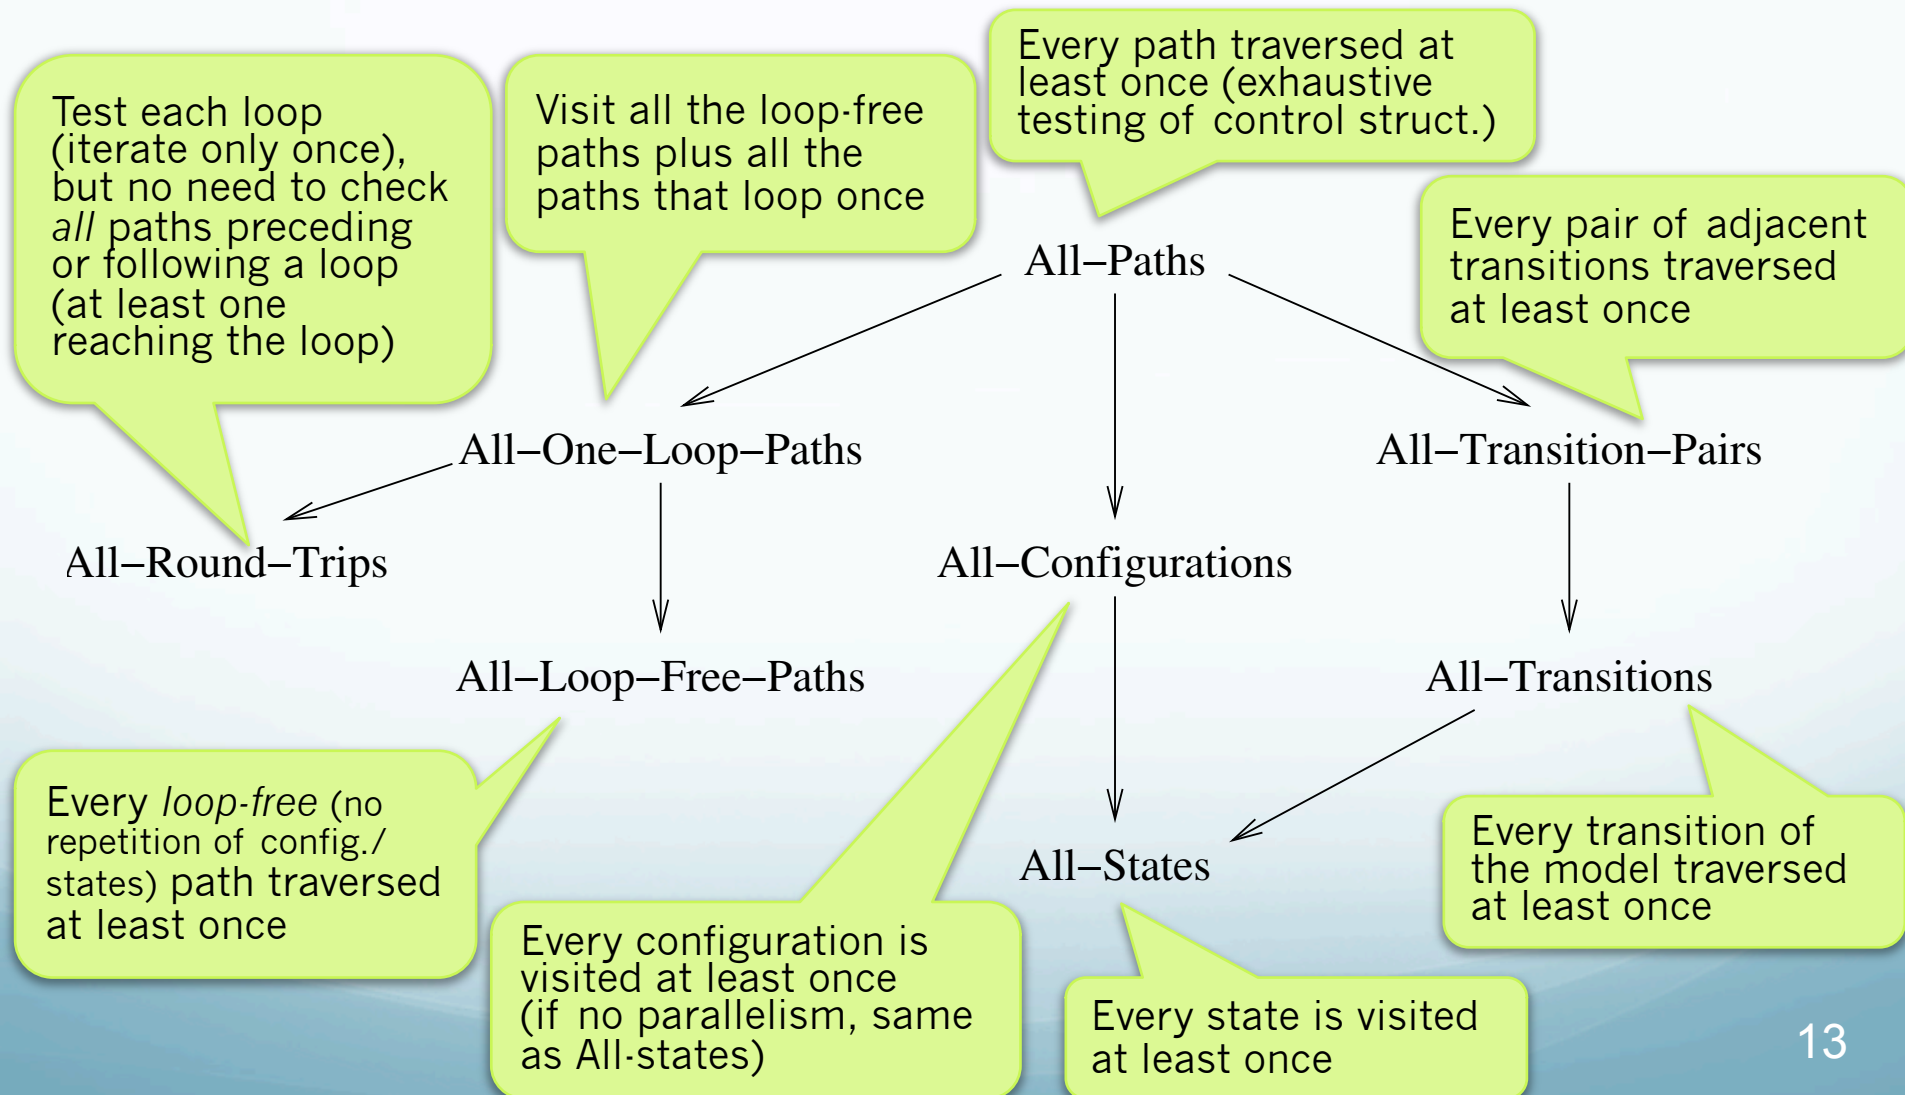 Test each loop
(iterate only once),
but no need to check
all paths preceding
or following a loop
(at least one
reaching the loop)
Visit all the loop-free
paths plus all the
paths that loop once
Every path traversed at
least once (exhaustive
testing of control struct.)
Every pair of adjacent
transitions traversed
at least once
All–Paths
All–One–Loop–Paths
All–Transition–Pairs
All–Round–Trips
All–Configurations
All–Loop–Free–Paths
All–Transitions
All–States
Every loop-free (no
repetition of config./
states) path traversed
at least once
Every configuration is
visited at least once
(if no parallelism, same
as All-states)
Every state is visited
at least once
Every transition of
the model traversed
at least once
13